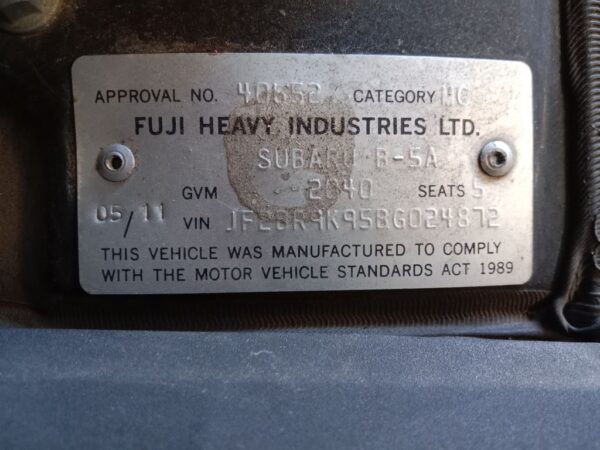 APPROVAL NO. 40652 CATEGORY MC
FUJI HEAVY INDUSTRIES LTD.
SUBARU B-5A
GVM 2040 SEATS 5
05/11 VIN
THIS VEHICLE WAS MANUFACTURED TO COMPLY
WITH THE MOTOR VEHICLE STANDARDS ACT 1989